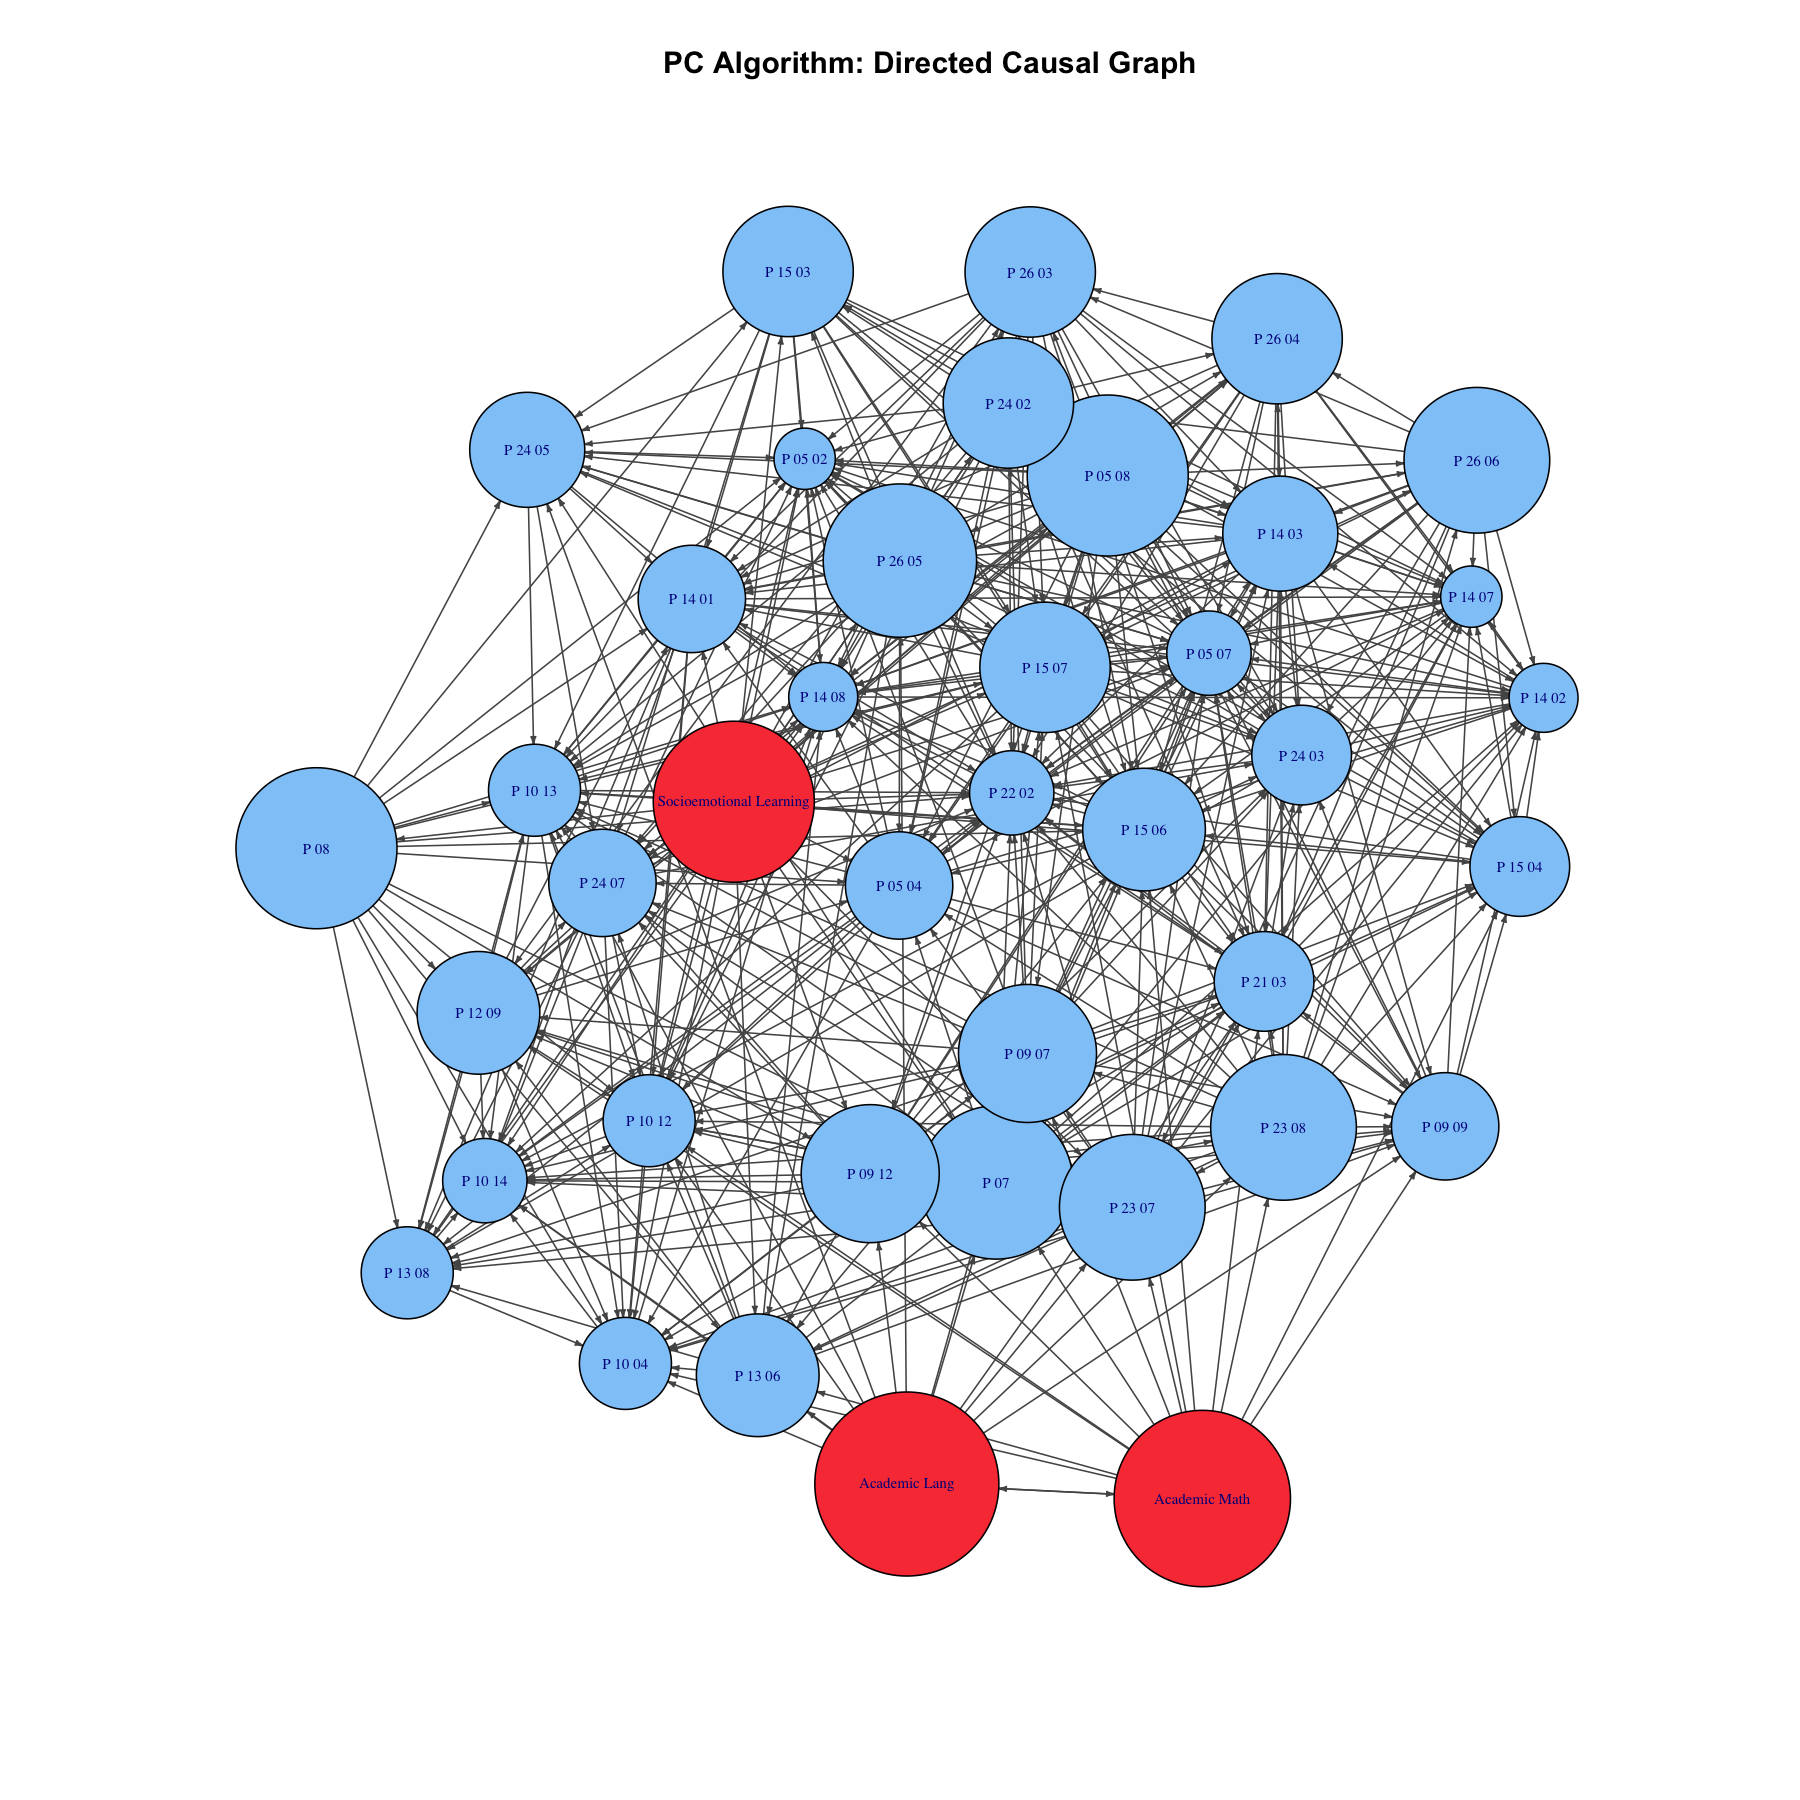 PC Algorithm: Directed Causal Graph
P 15 03
P 26 03
P 26 04
P 24 02
P 24 05
P 05 02
P 26 06
P 05 08
P 14 03
P 26 05
P 14 01
P 14 07
P 05 07
P 15 07
P 14 08
P 14 02
P 24 03
P 10 13
P 22 02
Socioemotional Learning
P 15 06
P 08
P 15 04
P 24 07
P 05 04
P 21 03
P 12 09
P 09 07
P 10 12
P 23 08
P 09 09
P 09 12
P 10 14
P 07
P 23 07
P 13 08
P 10 04
P 13 06
Academic Lang
Academic Math